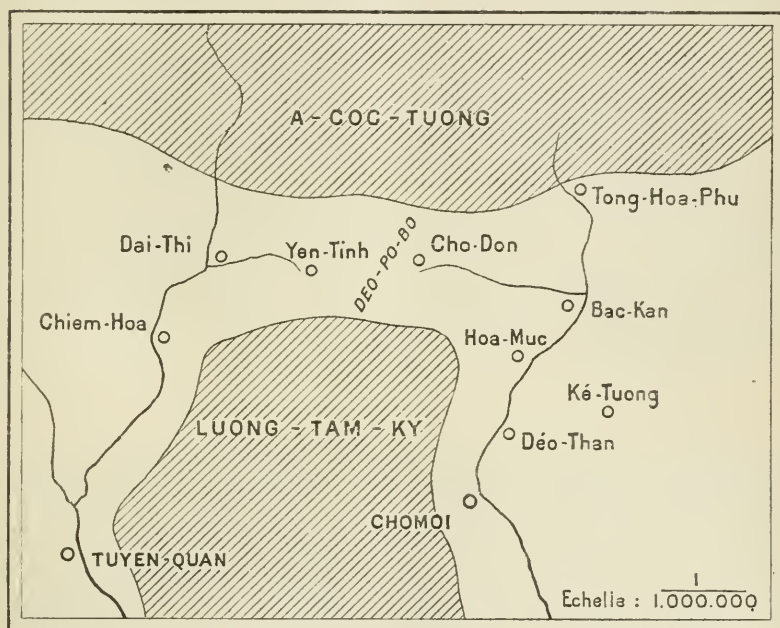 A-COC-TUONG
Tong-Hoa-Phu
Dai-Thi
Yen-Tinh
DEO-PO-BO
Cho-Don
Chiem-Hoa
Bac-Kan
Hoa-Muc
Ké-Tuong
LUONG-TAM-KY
Déo-Than
CHOMOI
TUYEN-QUAN
Echelle : 1/1.000.000